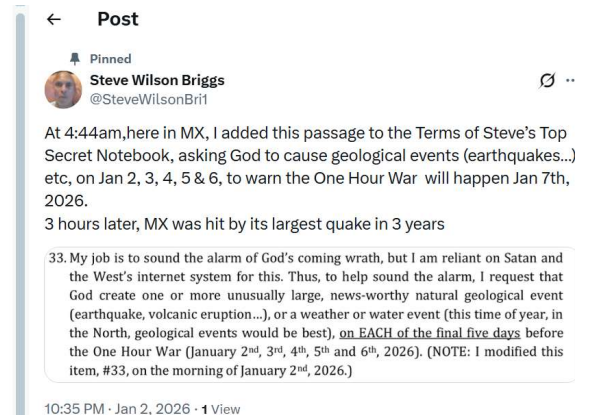 Post
Pinned
Steve Wilson Briggs
@SteveWilsonBri1
At 4:44am,here in MX, I added this passage to the Terms of Steve's Top
Secret Notebook, asking God to cause geological events (earthquakes...)
etc, on Jan 2, 3, 4, 5 & 6, to warn the One Hour War will happen Jan 7th,
2026.
3 hours later, MX was hit by its largest quake in 3 years
33. My job is to sound the alarm of God's coming wrath, but I am reliant on Satan and
the West's internet system for this. Thus, to help sound the alarm, I request that
God create one or more unusually large, news-worthy natural geological event
(earthquake, volcanic eruption...), or a weather or water event (this time of year, in
the North, geological events would be best), on EACH of the final five days before
the One Hour War (January 2nd, 3rd, 4th, 5th and 6th, 2026). (NOTE: I modified this
item, #33, on the morning of January 2nd, 2026.)
10:35 PM · Jan 2, 2026 · 1 View